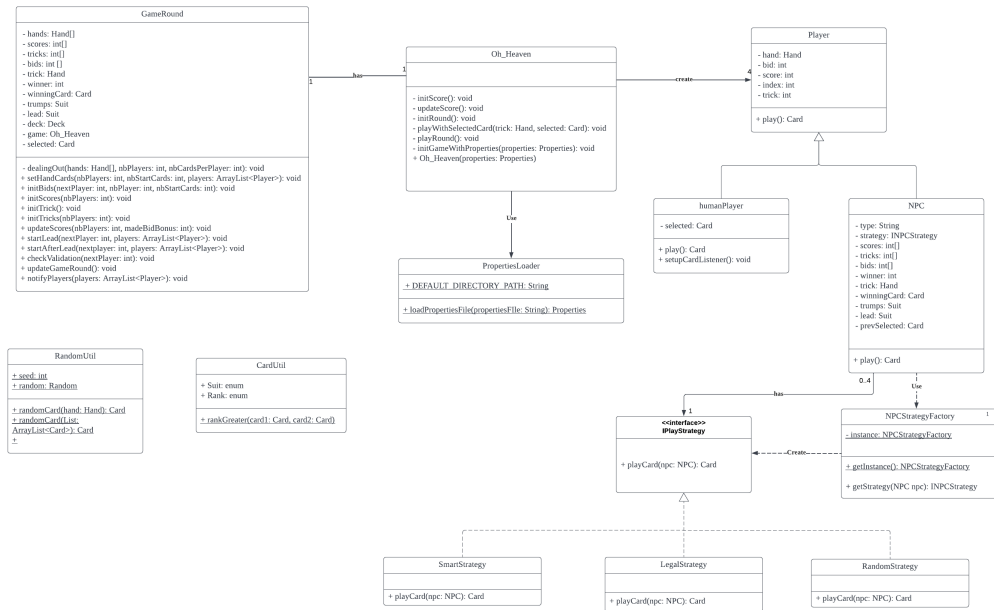 GameRound
- hands: Hand[]
- scores: int[]
- tricks: int[]
- bids: int []
- trick: Hand
- winner: int
- winningCard: Card
- trumps: Suit
- lead: Suit
- deck: Deck
- game: Oh_Heaven
- selected: Card
- dealingOut(hands: Hand[], nbPlayers: int, nbCardsPerPlayer: int): void
+ setHandCards(nbPlayers: int, nbStartCards: int, players: ArrayList<Player>): void
+ initBids(nextPlayer: int, nbPlayer: int, nbStartCards: int): void
+ initScores(nbPlayers: int): void
+ initTrick(): void
+ initTricks(nbPlayers: int): void
+ updateScores(nbPlayers: int, madeBidBonus: int): void
+ startLead(nextPlayer: int, players: ArrayList<Player>): void
+ startAfterLead(nextplayer: int, players: ArrayList<Player>): void
+ checkValidation(nextPlayer: int): void
+ updateGameRound(): void
+ notifyPlayers(players: ArrayList<Player>): void
1
has
1
Oh_Heaven
- initScore(): void
- updateScore(): void
- initRound(): void
- playWithSelectedCard(trick: Hand, selected: Card): void
- playRound(): void
- initGameWithProperties(properties: Properties): void
+ Oh_Heaven(properties: Properties)
create
4
Player
- hand: Hand
- bid: int
- score: int
- index: int
- trick: int
+ play(): Card
Use
PropertiesLoader
+ DEFAULT_DIRECTORY_PATH: String
+ loadPropertiesFile(propertiesFIle: String): Properties
humanPlayer
- selected: Card
+ play(): Card
+ setupCardListener(): void
NPC
- type: String
- strategy: INPCStrategy
- scores: int[]
- tricks: int[]
- bids: int[]
- winner: int
- trick: Hand
- winningCard: Card
- trumps: Suit
- lead: Suit
- prevSelected: Card
+ play(): Card
RandomUtil
+ seed: int
+ random: Random
+ randomCard(hand: Hand): Card
+ randomCard(List:
ArrayList<Card>): Card
+
CardUtil
+ Suit: enum
+ Rank: enum
+ rankGreater(card1: Card, card2: Card)
0..4
has
1
Use
<<interface>>
IPlayStrategy
+ playCard(npc: NPC): Card
Create
NPCStrategyFactory
1
- instance: NPCStrategyFactory
+ getInstance(): NPCStrategyFactory
+ getStrategy(NPC npc): INPCStrategy
SmartStrategy
+ playCard(npc: NPC): Card
LegalStrategy
+ playCard(npc: NPC): Card
RandomStrategy
+ playCard(npc: NPC): Card